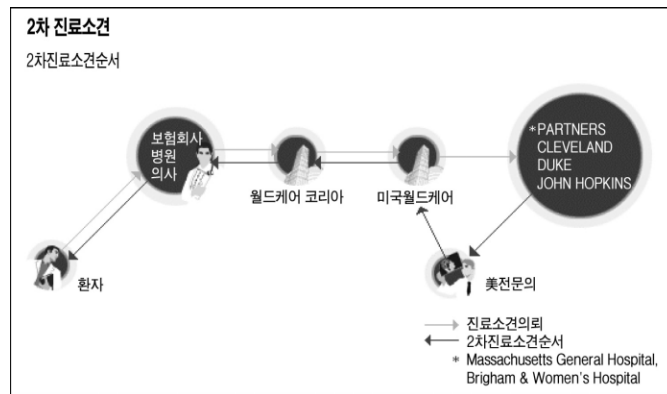 2차 진료소견
2차진료소견순서
보험회사
병원
의사
월드케어 코리아
미국월드케어
*PARTNERS
CLEVELAND
DUKE
JOHN HOPKINS
환자
美전문의
진료소견의뢰
2차진료소견순서
* Massachusetts General Hospital,
Brigham & Women's Hospital